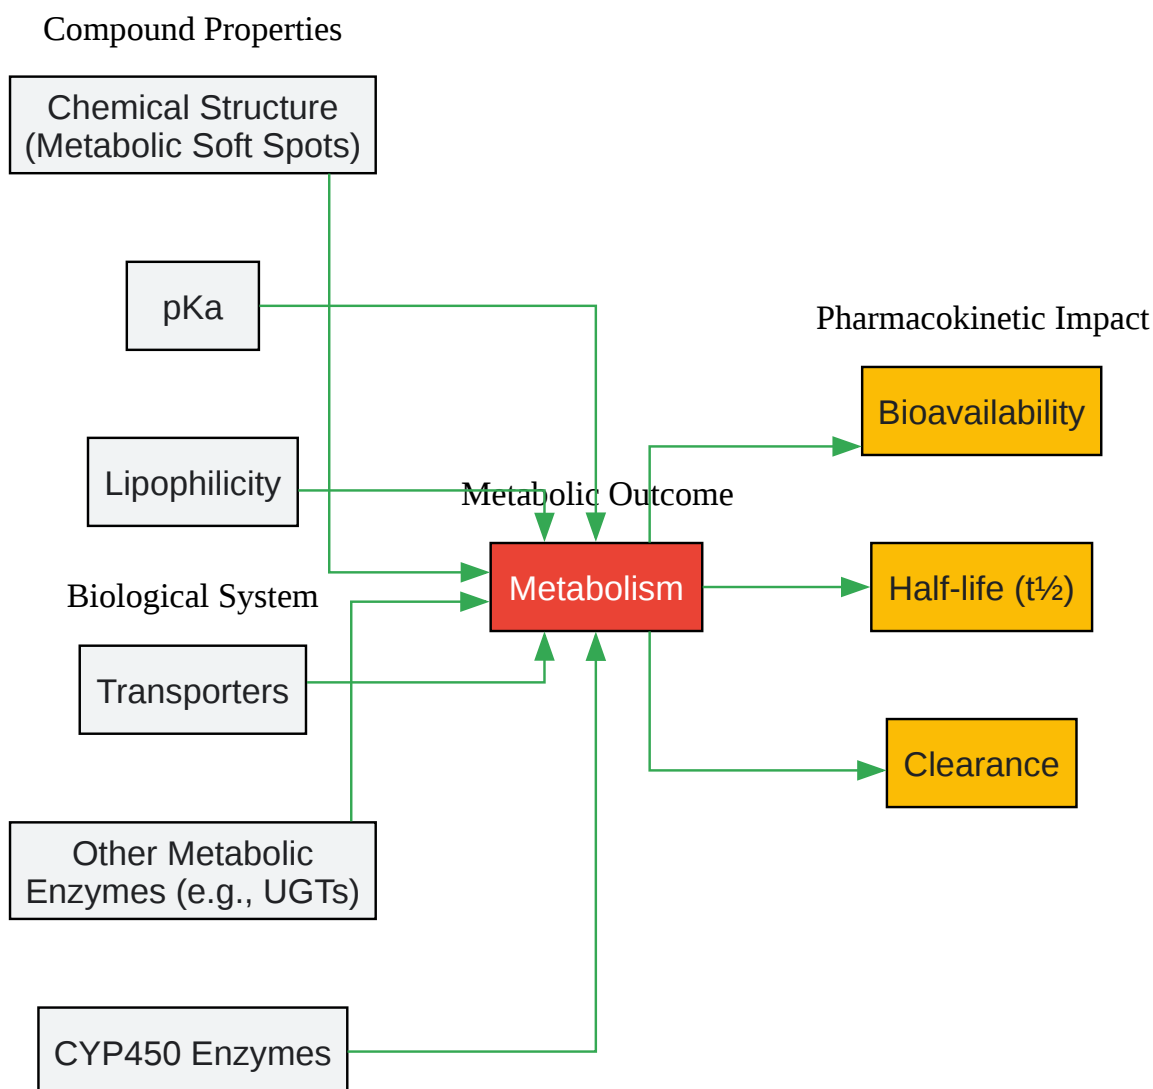 Compound Properties
Chemical Structure
(Metabolic Soft Spots)
pKa
Lipophilicity
Biological System
Transporters
Other Metabolic
Enzymes (e.g., UGTs)
CYP450 Enzymes
Metabolic Outcome
Metabolism
Pharmacokinetic Impact
Bioavailability
Half-life (t½)
Clearance